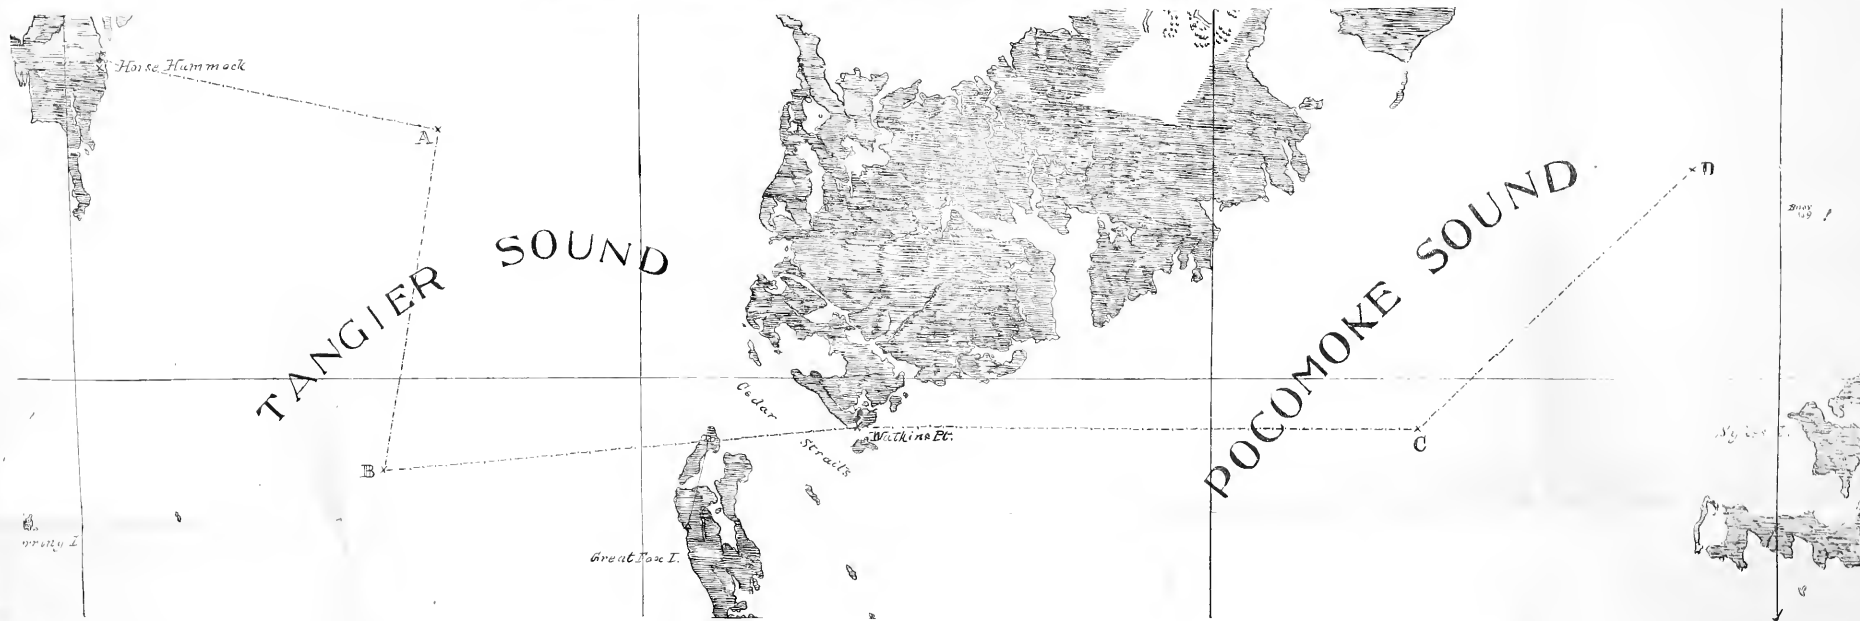 Horse Hammock
A
D
TANGIER SOUND
POCOMOKE SOUND
Cedar Straits
Watkins Pt.
B
C
Great Fox I.